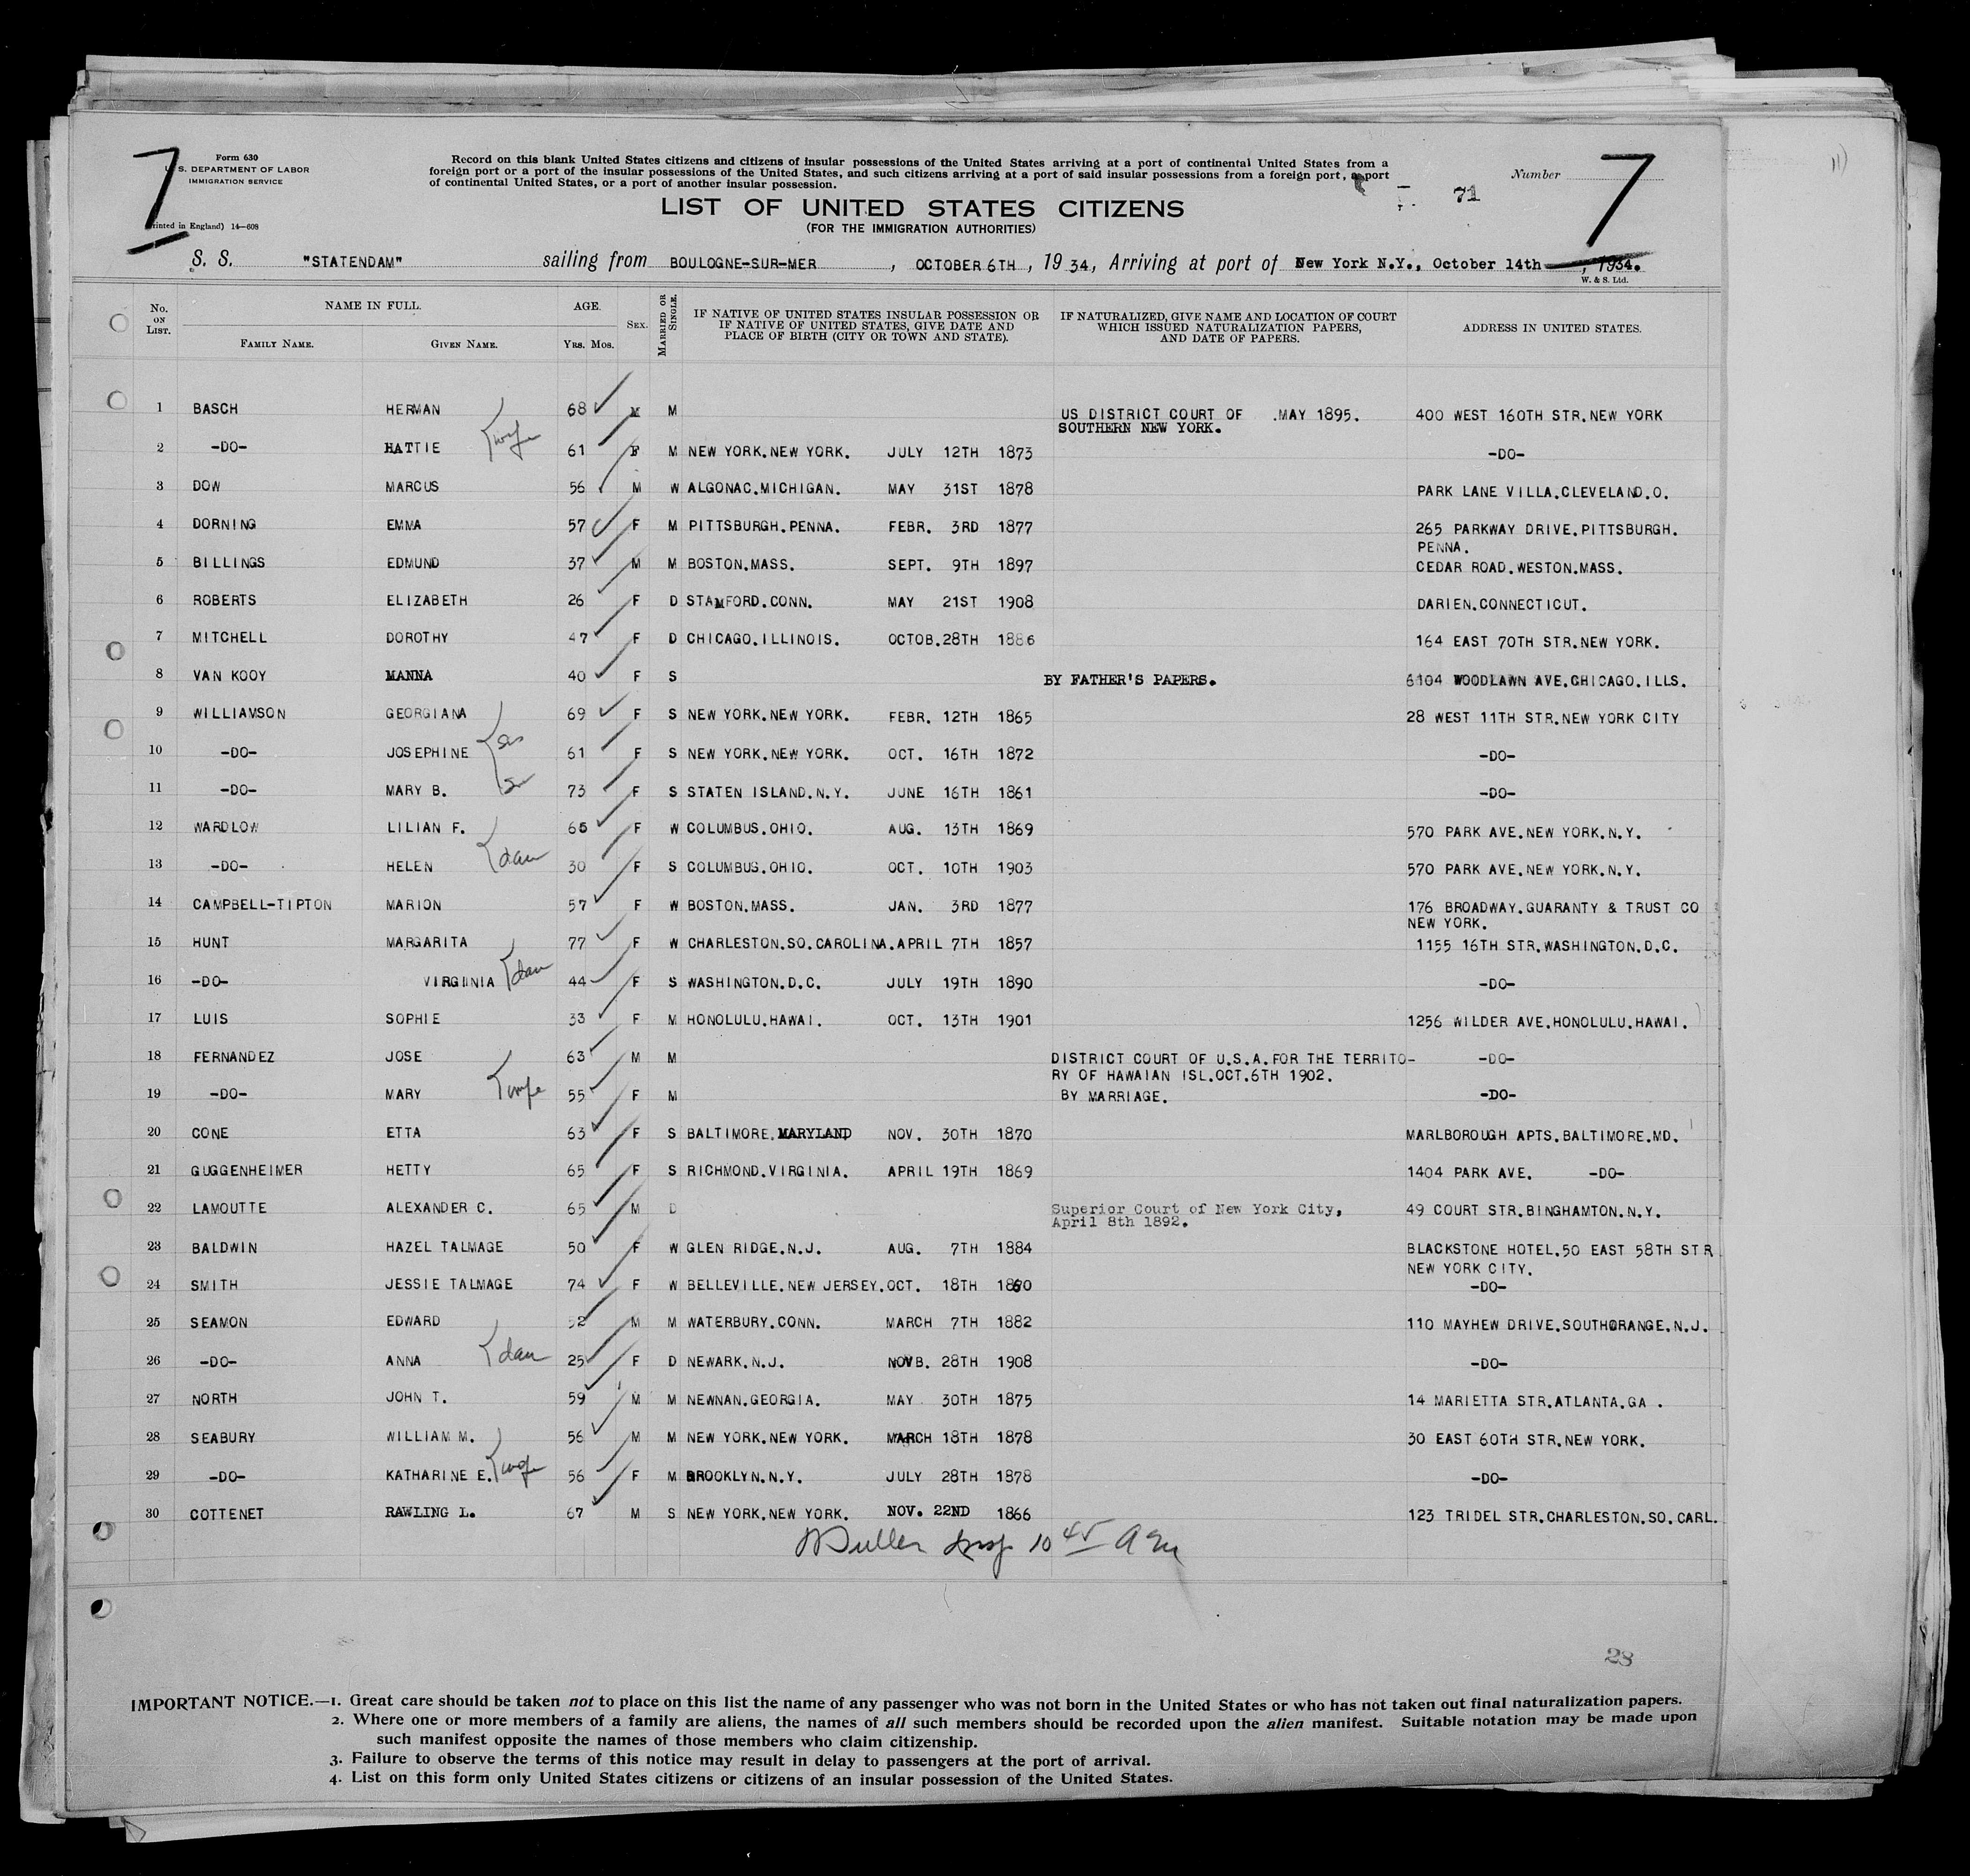 7
Form 630
U. S. DEPARTMENT OF LABOR
IMMIGRATION SERVICE
(Printed in England) 14—608
Record on this blank United States citizens and citizens of insular possessions of the United States arriving at a port of continental United States from a
foreign port or a port of the insular possessions of the United States, and such citizens arriving at a port of said insular possessions from a foreign port, a port
of continental United States, or a port of another insular possession.
Number 7
71
LIST OF UNITED STATES CITIZENS
(FOR THE IMMIGRATION AUTHORITIES)
S. S. "STATENDAM" sailing from BOULOGNE-SUR-MER, OCTOBER 6TH, 1934, Arriving at port of New York N.Y., October 14th, 1934.
W. & S. Ltd.
No. ON LIST. NAME IN FULL. FAMILY NAME. GIVEN NAME. AGE. YRS. MOS. SEX. MARRIED OR SINGLE. IF NATIVE OF UNITED STATES INSULAR POSSESSION OR IF NATIVE OF UNITED STATES, GIVE DATE AND PLACE OF BIRTH (CITY OR TOWN AND STATE). IF NATURALIZED, GIVE NAME AND LOCATION OF COURT WHICH ISSUED NATURALIZATION PAPERS, AND DATE OF PAPERS. ADDRESS IN UNITED STATES.
1 BASCH HERMAN 68 M M US DISTRICT COURT OF .MAY 1895. 400 WEST 160TH STR.NEW YORK
SOUTHERN NEW YORK.
2 -DO- HATTIE wife 61 F M NEW YORK.NEW YORK. JULY 12TH 1873 -DO-
3 DOW MARCUS 56 M W ALGONAC.MICHIGAN. MAY 31ST 1878 PARK LANE VILLA.CLEVELAND.O.
4 DORNING EMMA 57 F M PITTSBURGH.PENNA. FEBR. 3RD 1877 265 PARKWAY DRIVE.PITTSBURGH.
PENNA.
5 BILLINGS EDMUND 37 M M BOSTON.MASS. SEPT. 9TH 1897 CEDAR ROAD.WESTON.MASS.
6 ROBERTS ELIZABETH 26 F D STAMFORD.CONN. MAY 21ST 1908 DARIEN.CONNECTICUT.
7 MITCHELL DOROTHY 47 F D CHICAGO.ILLINOIS. OCTOB.28TH 1886 164 EAST 70TH STR.NEW YORK.
8 VAN KOOY MANNA 40 F S BY FATHER'S PAPERS. 6104 WOODLAWN AVE.CHICAGO.ILLS.
9 WILLIAMSON GEORGIANA 69 F S NEW YORK.NEW YORK. FEBR. 12TH 1865 28 WEST 11TH STR.NEW YORK CITY
10 -DO- JOSEPHINE sis 61 F S NEW YORK.NEW YORK. OCT. 16TH 1872 -DO-
11 -DO- MARY B. sis 73 F S STATEN ISLAND.N.Y. JUNE 16TH 1861 -DO-
12 WARDLOW LILIAN F. 65 F W COLUMBUS.OHIO. AUG. 13TH 1869 570 PARK AVE.NEW YORK.N.Y.
13 -DO- HELEN dau 30 F S COLUMBUS.OHIO. OCT. 10TH 1903 570 PARK AVE.NEW YORK.N.Y.
14 CAMPBELL-TIPTON MARION 57 F W BOSTON.MASS. JAN. 3RD 1877 176 BROADWAY.GUARANTY & TRUST CO
NEW YORK.
15 HUNT MARGARITA 77 F W CHARLESTON.SO.CAROLINA.APRIL 7TH 1857 1155 16TH STR.WASHINGTON.D.C.
16 -DO- VIRGINIA dau 44 F S WASHINGTON.D.C. JULY 19TH 1890 -DO-
17 LUIS SOPHIE 33 F M HONOLULU.HAWAI. OCT. 13TH 1901 1256 WILDER AVE.HONOLULU.HAWAI.
18 FERNANDEZ JOSE 63 M M DISTRICT COURT OF U.S.A.FOR THE TERRITO- -DO-
RY OF HAWAIAN ISL.OCT.6TH 1902.
19 -DO- MARY wife 55 F M BY MARRIAGE. -DO-
20 CONE ETTA 63 F S BALTIMORE.MARYLAND NOV. 30TH 1870 MARLBOROUGH APTS.BALTIMORE.MD.
21 GUGGENHEIMER HETTY 65 F S RICHMOND.VIRGINIA. APRIL 19TH 1869 1404 PARK AVE. -DO-
22 LAMOUTTE ALEXANDER C. 65 M D Superior Court of New York City, 49 COURT STR.BINGHAMTON.N.Y.
April 8th 1892.
23 BALDWIN HAZEL TALMAGE 50 F W GLEN RIDGE.N.J. AUG. 7TH 1884 BLACKSTONE HOTEL.50 EAST 58TH STR
NEW YORK CITY.
24 SMITH JESSIE TALMAGE 74 F W BELLEVILLE.NEW JERSEY.OCT. 18TH 1860 -DO-
25 SEAMON EDWARD 52 M M WATERBURY.CONN. MARCH 7TH 1882 110 MAYHEW DRIVE.SOUTHORANGE.N.J.
26 -DO- ANNA dau 25 F D NEWARK.N.J. NOVB. 28TH 1908 -DO-
27 NORTH JOHN T. 59 M M NEWNAN.GEORGIA. MAY 30TH 1875 14 MARIETTA STR.ATLANTA.GA .
28 SEABURY WILLIAM M. 56 M M NEW YORK.NEW YORK. MARCH 18TH 1878 30 EAST 60TH STR.NEW YORK.
29 -DO- KATHARINE E. wife 56 F M BROOKLYN.N.Y. JULY 28TH 1878 -DO-
30 COTTENET RAWLING L. 67 M S NEW YORK.NEW YORK. NOV. 22ND 1866 123 TRIDEL STR.CHARLESTON.SO.CARL.
Muller Insp 10 45 AM
28
IMPORTANT NOTICE.—1. Great care should be taken not to place on this list the name of any passenger who was not born in the United States or who has not taken out final naturalization papers.
2. Where one or more members of a family are aliens, the names of all such members should be recorded upon the alien manifest. Suitable notation may be made upon
such manifest opposite the names of those members who claim citizenship.
3. Failure to observe the terms of this notice may result in delay to passengers at the port of arrival.
4. List on this form only United States citizens or citizens of an insular possession of the United States.